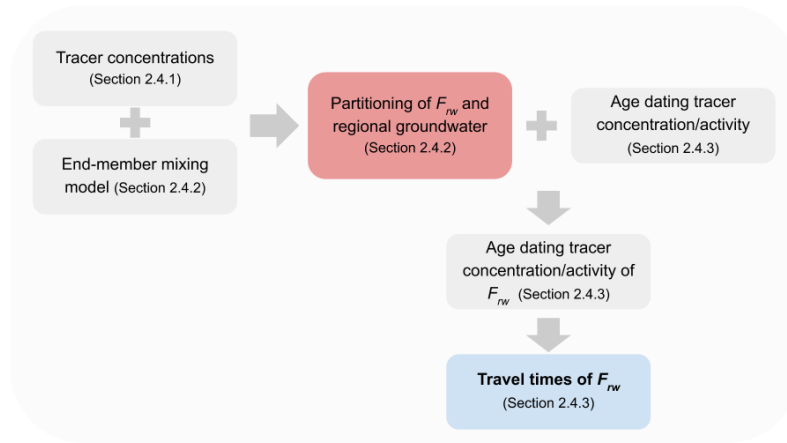 Tracer concentrations
(Section 2.4.1)
End-member mixing
model (Section 2.4.2)
Partitioning of Frw and
regional groundwater
(Section 2.4.2)
Age dating tracer
concentration/activity
(Section 2.4.3)
Age dating tracer
concentration/activity of
Frw (Section 2.4.3)
Travel times of Frw
(Section 2.4.3)